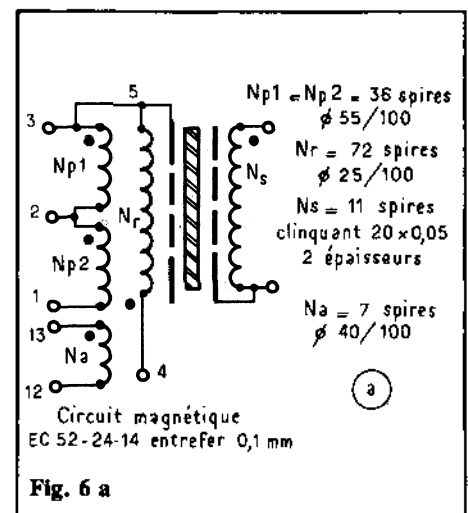 5
3
Np1
2
Nr
Ns
Np2
1
13
Na
12
4
Np1 = Np2 = 36 spires
ø 55/100
Nr = 72 spires
ø 25/100
Ns = 11 spires
clinquant 20×0,05
2 épaisseurs
Na = 7 spires
ø 40/100
a
Circuit magnétique
EC 52-24-14 entrefer 0,1 mm
Fig. 6 a